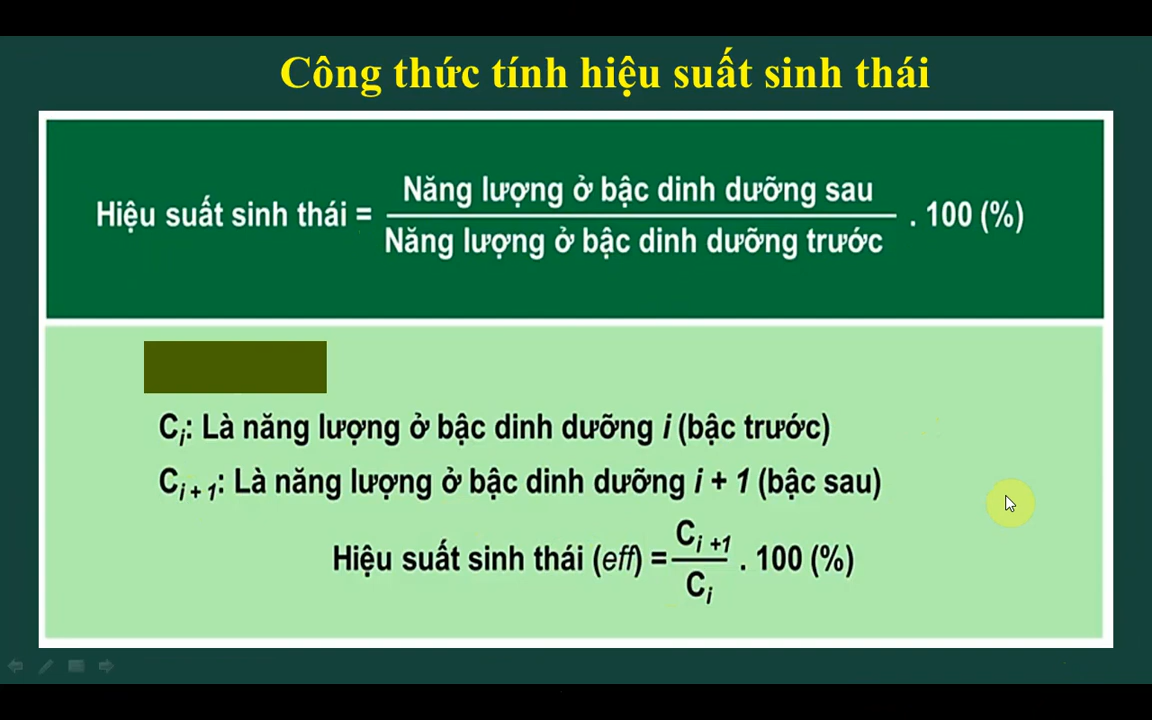 Công thức tính hiệu suất sinh thái
Hiệu suất sinh thái = Năng lượng ở bậc dinh dưỡng sau / Năng lượng ở bậc dinh dưỡng trước . 100 (%)
Ci: Là năng lượng ở bậc dinh dưỡng i (bậc trước)
Ci + 1: Là năng lượng ở bậc dinh dưỡng i + 1 (bậc sau)
Hiệu suất sinh thái (eff) = Ci +1 / Ci . 100 (%)